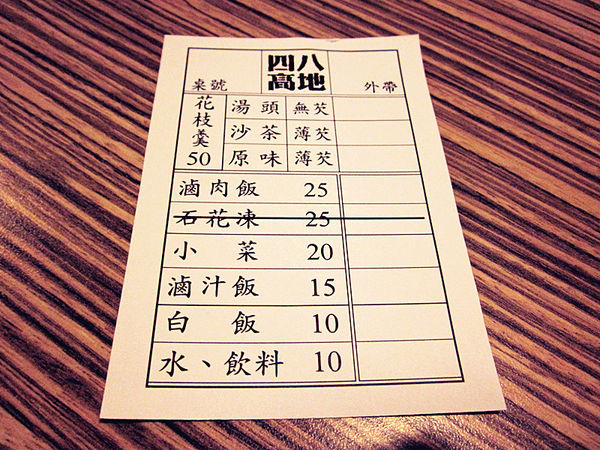 桌號 四八高地 外帶
花枝羹 50
湯頭 無芡
沙茶 薄芡
原味 薄芡
滷肉飯 25
石花凍 25
小菜 20
滷汁飯 15
白飯 10
水、飲料 10